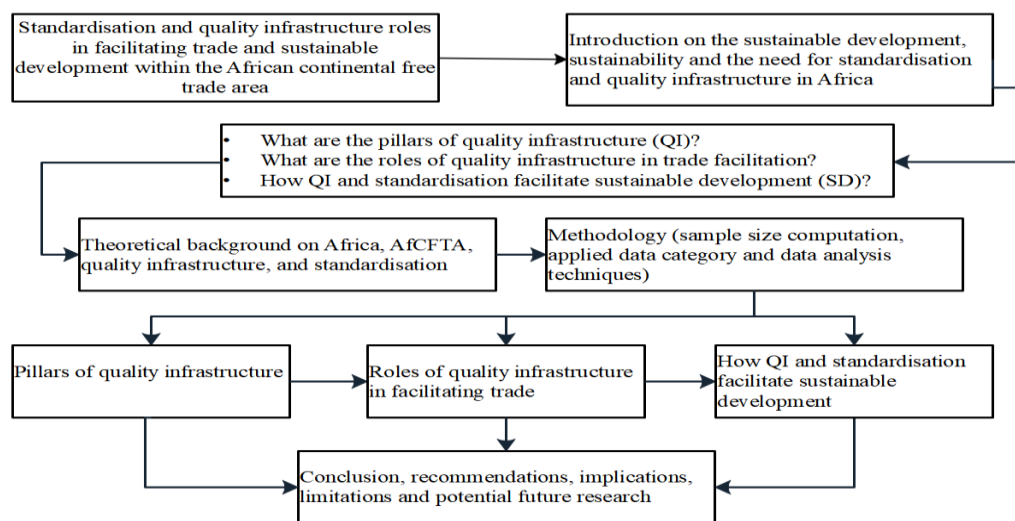 Standardisation and quality infrastructure roles
in facilitating trade and sustainable
development within the African continental free
trade area
Introduction on the sustainable development,
sustainability and the need for standardisation
and quality infrastructure in Africa
• What are the pillars of quality infrastructure (QI)?
• What are the roles of quality infrastructure in trade facilitation?
• How QI and standardisation facilitate sustainable development (SD)?
Theoretical background on Africa, AfCFTA,
quality infrastructure, and standardisation
Methodology (sample size computation,
applied data category and data analysis
techniques)
Pillars of quality infrastructure
Roles of quality infrastructure
in facilitating trade
How QI and standardisation
facilitate sustainable
development
Conclusion, recommendations, implications,
limitations and potential future research